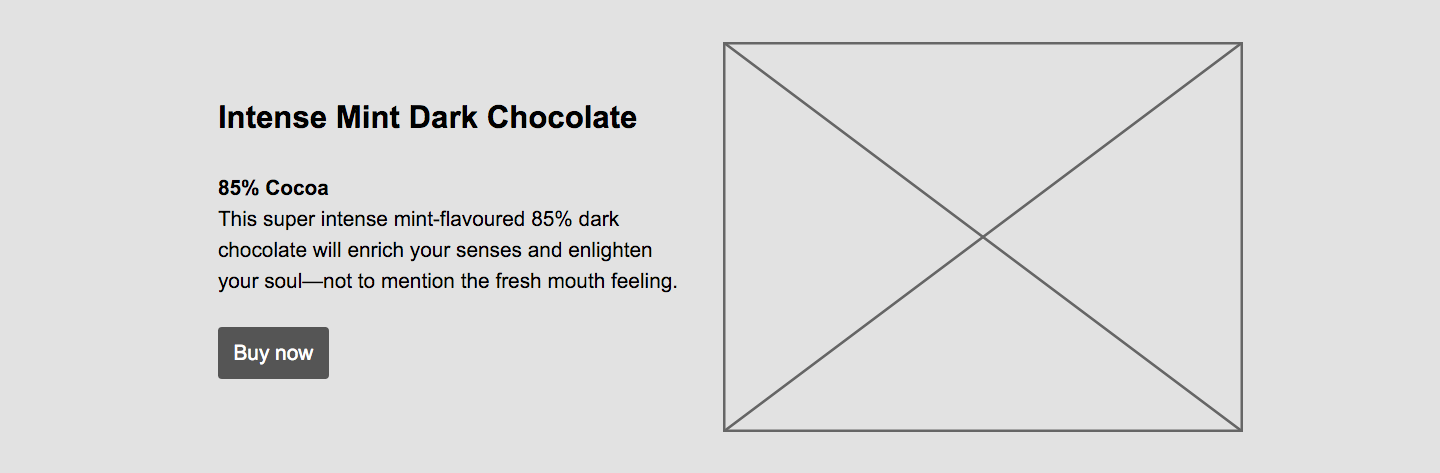 Intense Mint Dark Chocolate
85% Cocoa
This super intense mint-flavoured 85% dark
chocolate will enrich your senses and enlighten
your soul—not to mention the fresh mouth feeling.
Buy now